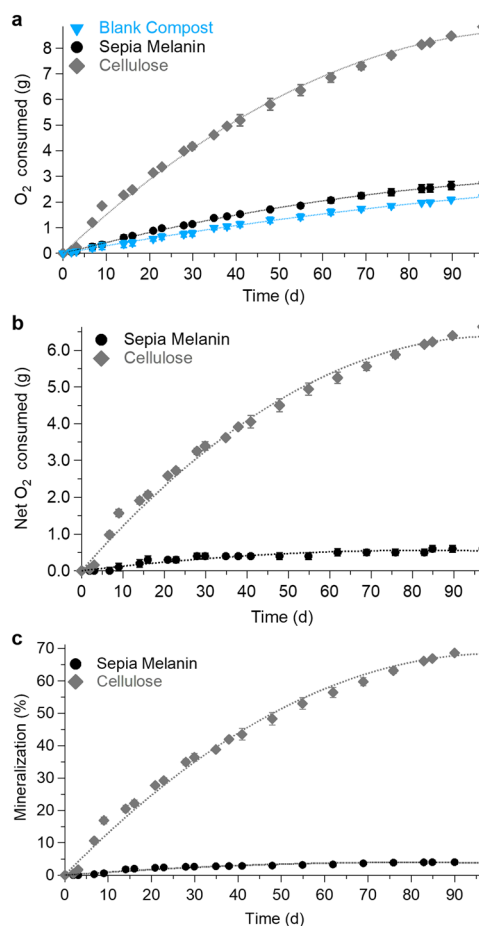 a
Blank Compost
Sepia Melanin
Cellulose
8
7
6
5
4
3
2
1
0
O2 consumed (g)
0 10 20 30 40 50 60 70 80 90
Time (d)
b
Sepia Melanin
Cellulose
6.0
5.0
4.0
3.0
2.0
1.0
0.0
Net O2 consumed (g)
0 10 20 30 40 50 60 70 80 90
Time (d)
c
Sepia Melanin
Cellulose
70
60
50
40
30
20
10
0
Mineralization (%)
0 10 20 30 40 50 60 70 80 90
Time (d)